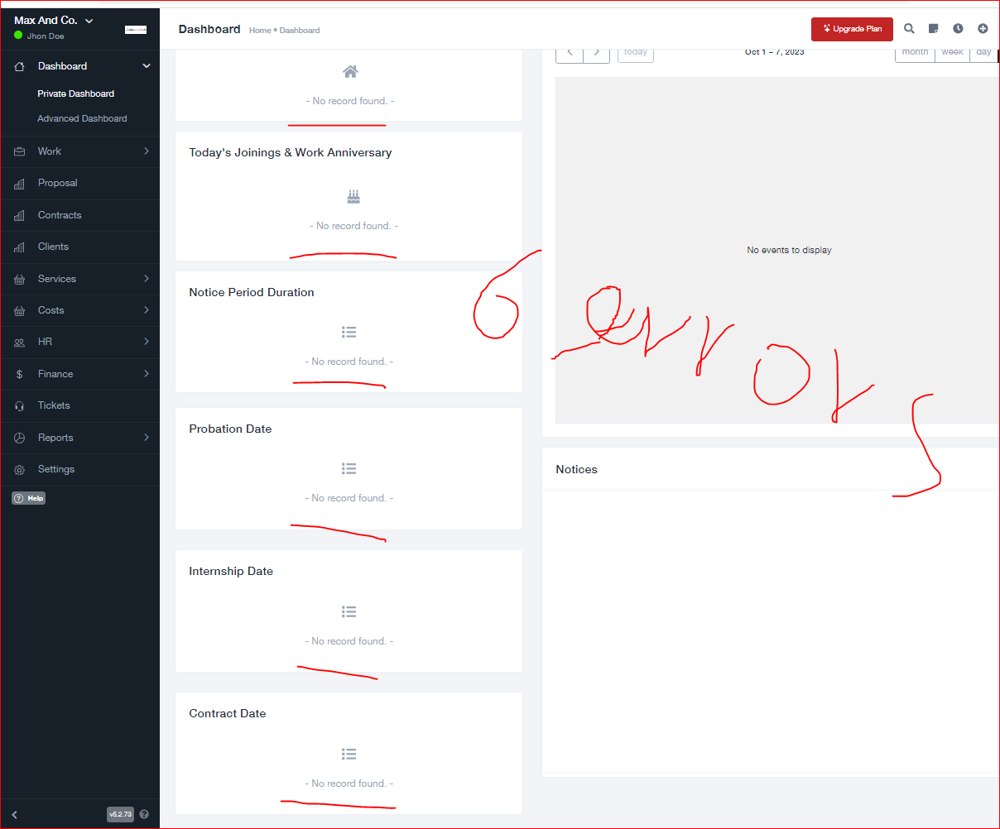 Max And Co.
Jhon Doe
Dashboard
Private Dashboard
Advanced Dashboard
Work
Proposal
Contracts
Clients
Services
Costs
HR
Finance
Tickets
Reports
Settings
Help
v5.2.73
Dashboard Home • Dashboard
Upgrade Plan
- No record found. -
Today's Joinings & Work Anniversary
- No record found. -
Notice Period Duration
- No record found. -
Probation Date
- No record found. -
Internship Date
- No record found. -
Contract Date
- No record found. -
today Oct 1 – 7, 2023 month week day
No events to display
6 errors
Notices